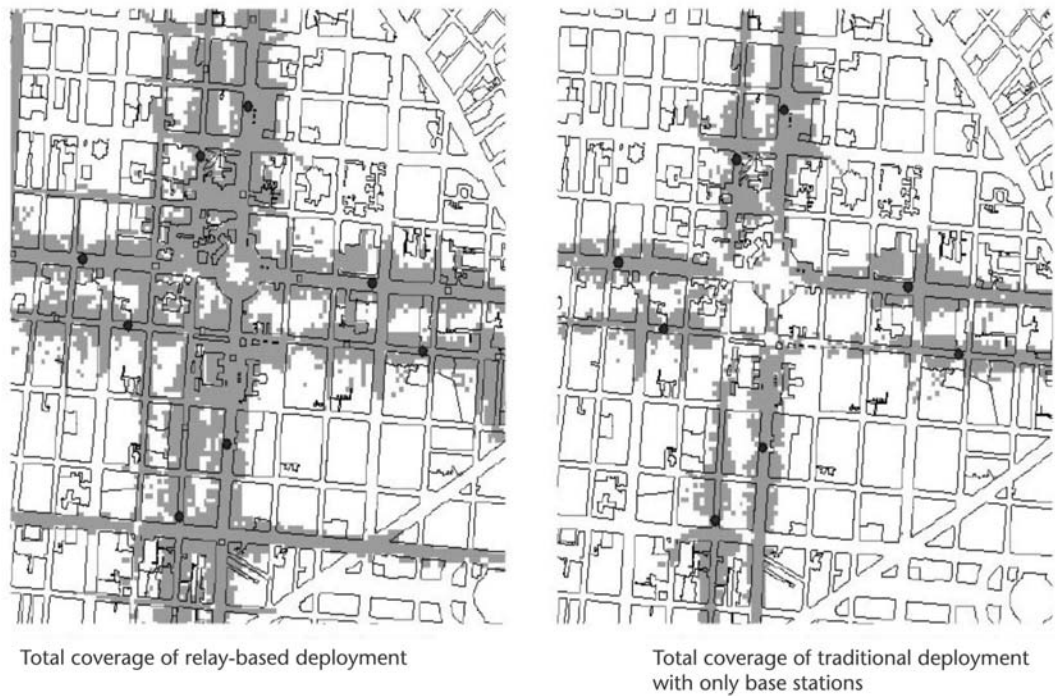 Total coverage of relay-based deployment
Total coverage of traditional deployment
with only base stations